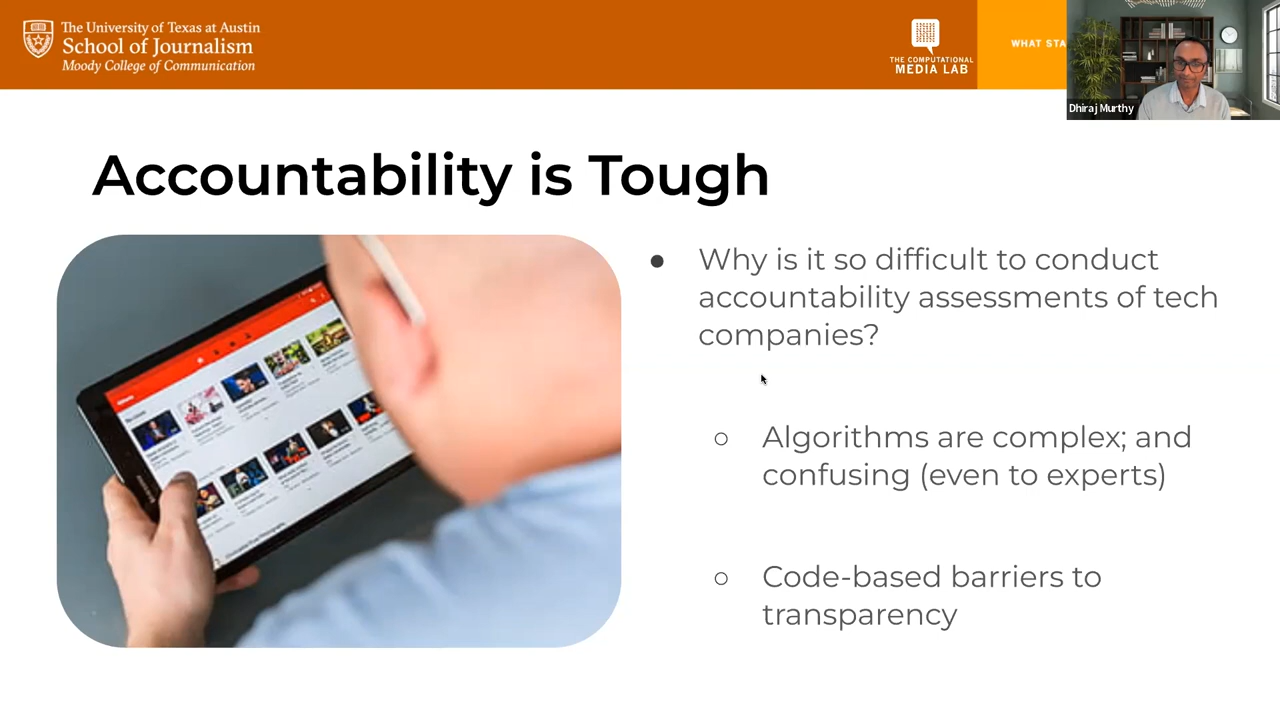 The University of Texas at Austin
School of Journalism
Moody College of Communication
THE COMPUTATIONAL
MEDIA LAB
WHAT STA
Dhiraj Murthy
Accountability is Tough
● Why is it so difficult to conduct
accountability assessments of tech
companies?
○ Algorithms are complex; and
confusing (even to experts)
○ Code-based barriers to
transparency